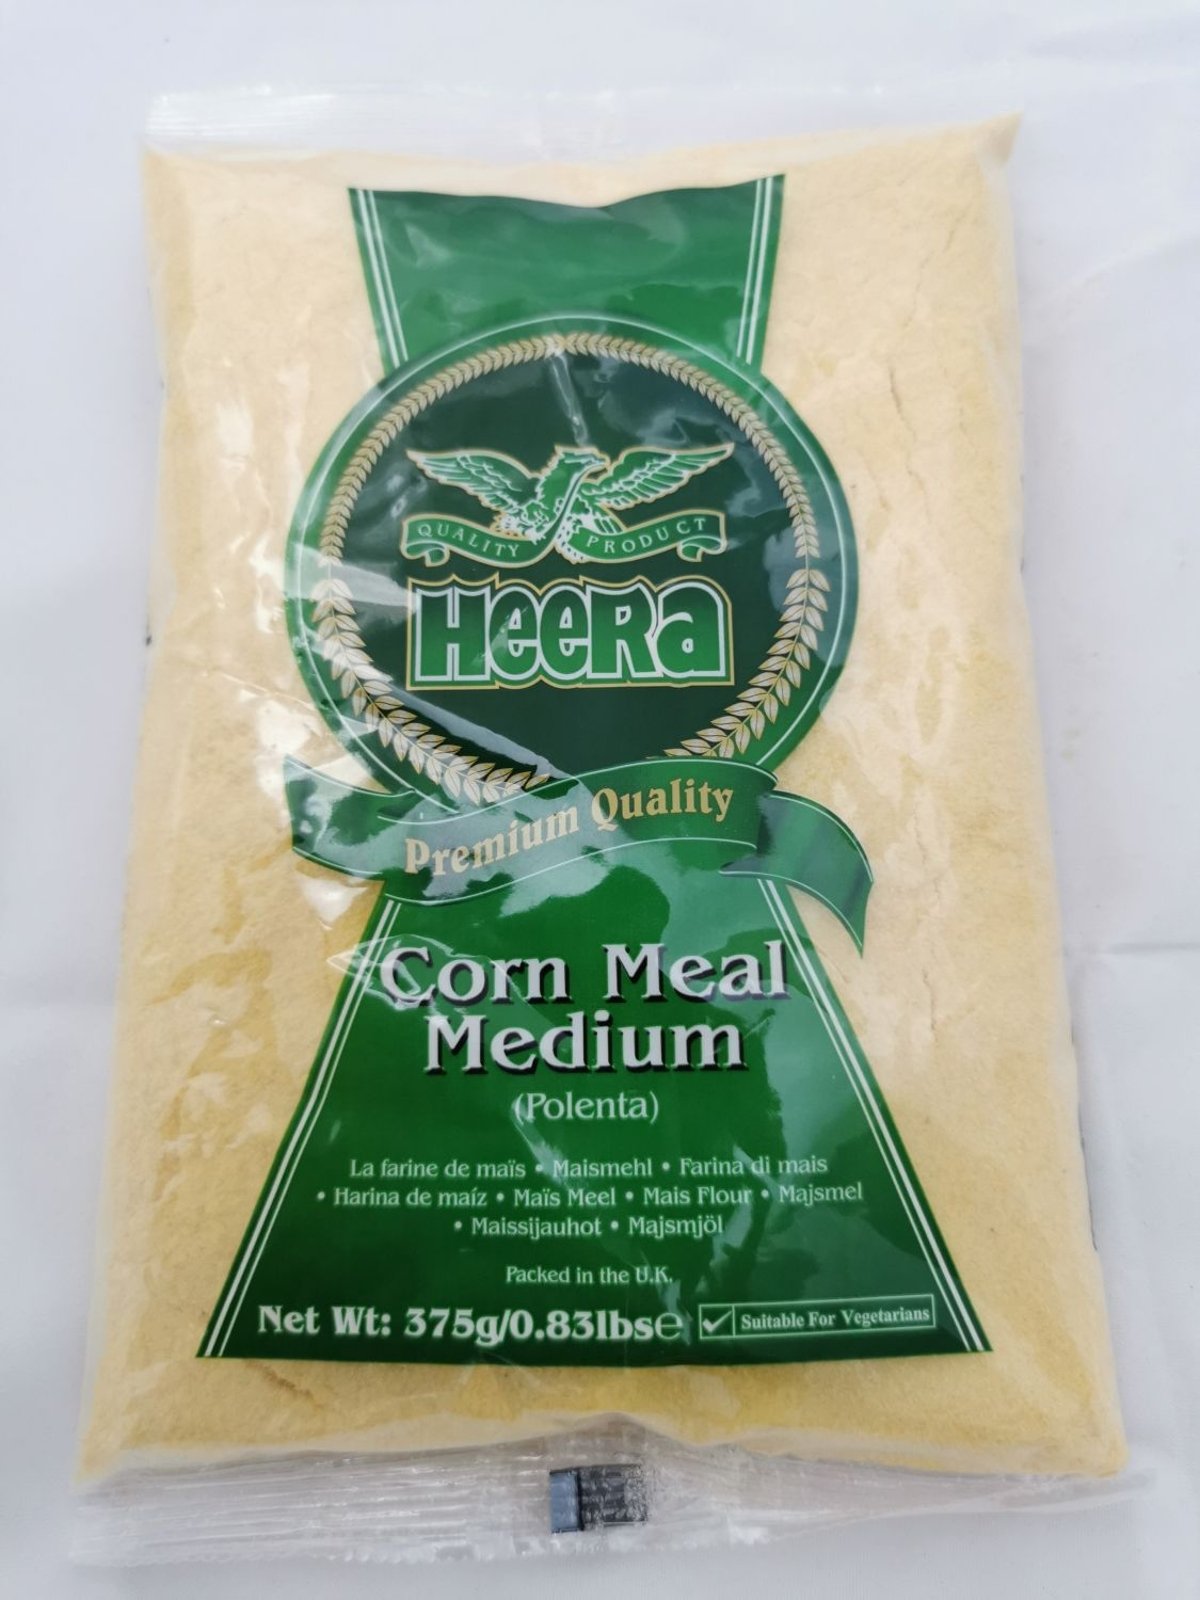 QUALITY PRODUCT
HeeRa
Premium Quality
Corn Meal
Medium
(Polenta)
La farine de maïs • Maismehl • Farina di mais
• Harina de maíz • Maïs Meel • Mais Flour • Majsmel
• Maissijauhot • Majsmjöl
Packed in the U.K.
Net Wt: 375g/0.83lbs℮ Suitable For Vegetarians